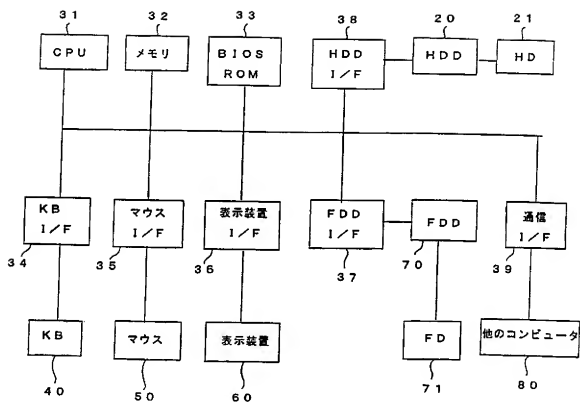 31
32
33
38
20
21
CPU
メモリ
BIOS
ROM
HDD
I/F
HDD
HD
KB
I/F
マウス
I/F
表示装置
I/F
FDD
I/F
FDD
通信
I/F
34
35
36
37
70
39
KB
マウス
表示装置
FD
他のコンピュータ
40
50
60
71
80